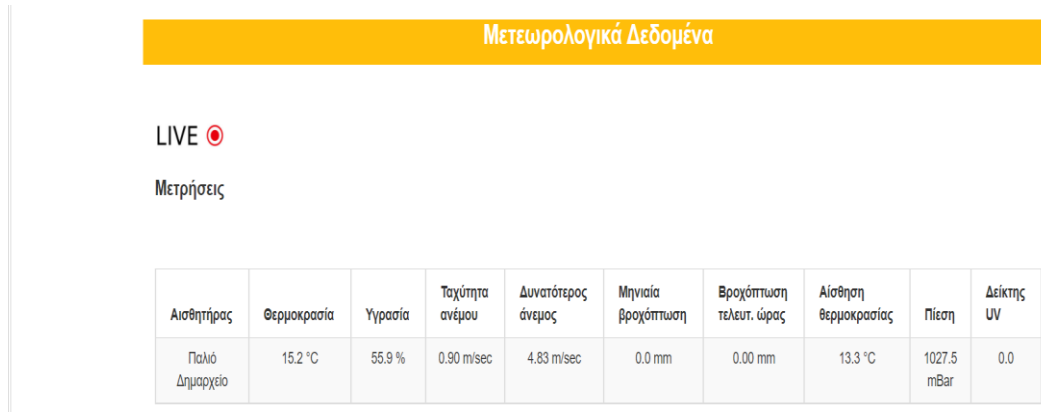 Μετεωρολογικά Δεδομένα
LIVE
Μετρήσεις
Αισθητήρας Θερμοκρασία Υγρασία Ταχύτητα ανέμου Δυνατότερος άνεμος Μηνιαία βροχόπτωση Βροχόπτωση τελευτ. ώρας Αίσθηση θερμοκρασίας Πίεση Δείκτης UV
Παλιό Δημαρχείο 15.2 °C 55.9 % 0.90 m/sec 4.83 m/sec 0.0 mm 0.00 mm 13.3 °C 1027.5 mBar 0.0